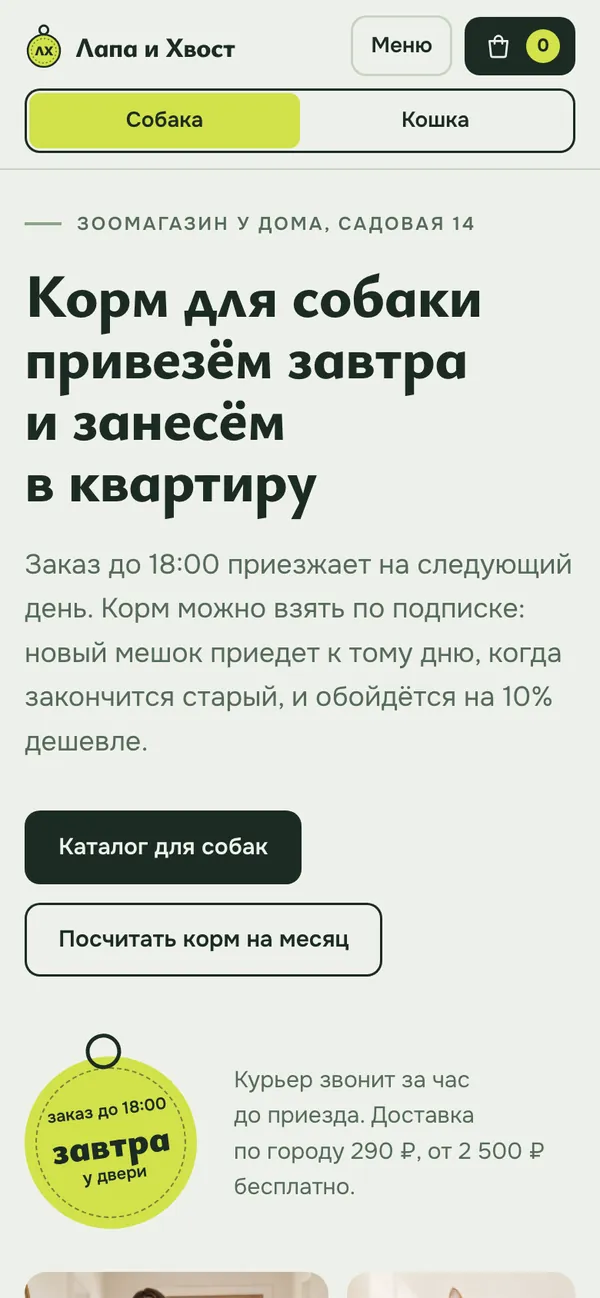 ΛX
Лапа и Хвост
Меню
0
Собака
Кошка
ЗООМАГАЗИН У ДОМА, САДОВАЯ 14
Корм для собаки
привезём завтра
и занесём
в квартиру
Заказ до 18:00 приезжает на следующий
день. Корм можно взять по подписке:
новый мешок приедет к тому дню, когда
закончится старый, и обойдётся на 10%
дешевле.
Каталог для собак
Посчитать корм на месяц
заказ до 18:00
завтра
у двери
Курьер звонит за час
до приезда. Доставка
по городу 290 ₽, от 2 500 ₽
бесплатно.